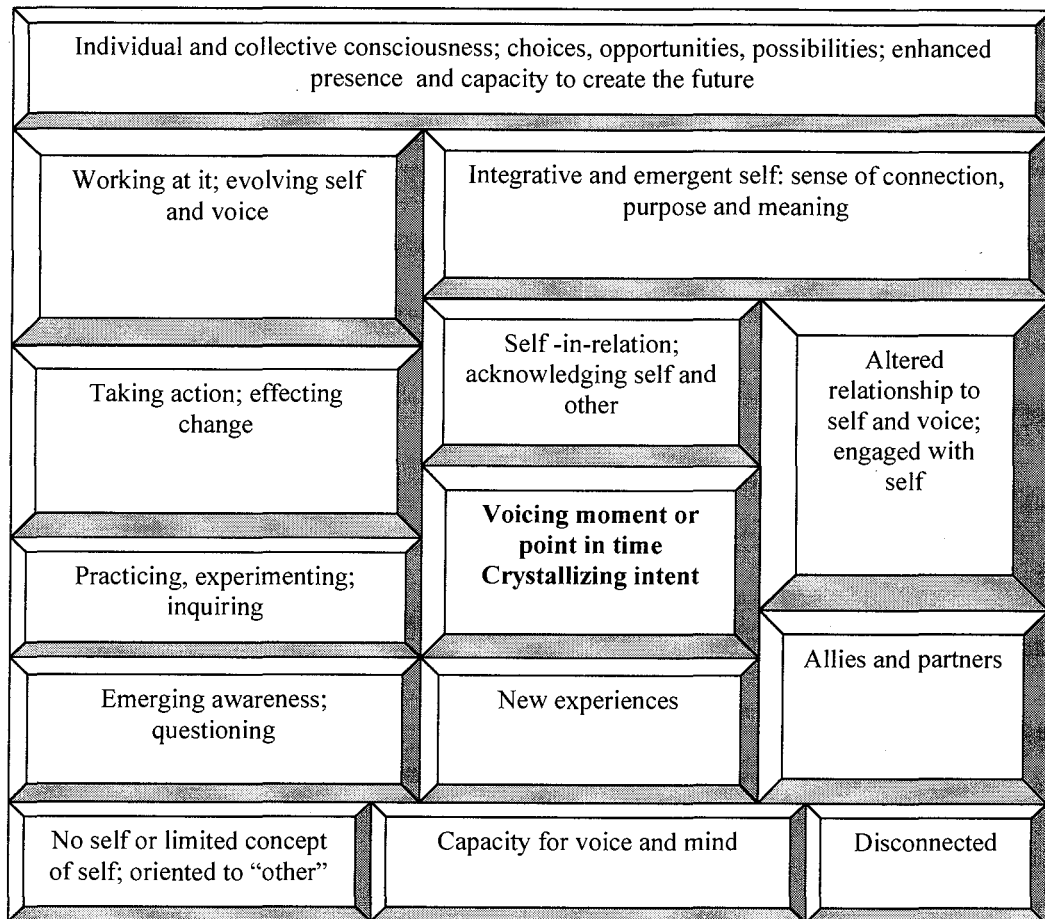 Individual and collective consciousness; choices, opportunities, possibilities; enhanced
presence and capacity to create the future
Working at it; evolving self
and voice
Integrative and emergent self: sense of connection,
purpose and meaning
Taking action; effecting
change
Self -in-relation;
acknowledging self and
other
Altered
relationship to
self and voice;
engaged with
self
Voicing moment or
point in time
Crystallizing intent
Practicing, experimenting;
inquiring
Allies and partners
Emerging awareness;
questioning
New experiences
No self or limited concept
of self; oriented to “other”
Capacity for voice and mind
Disconnected